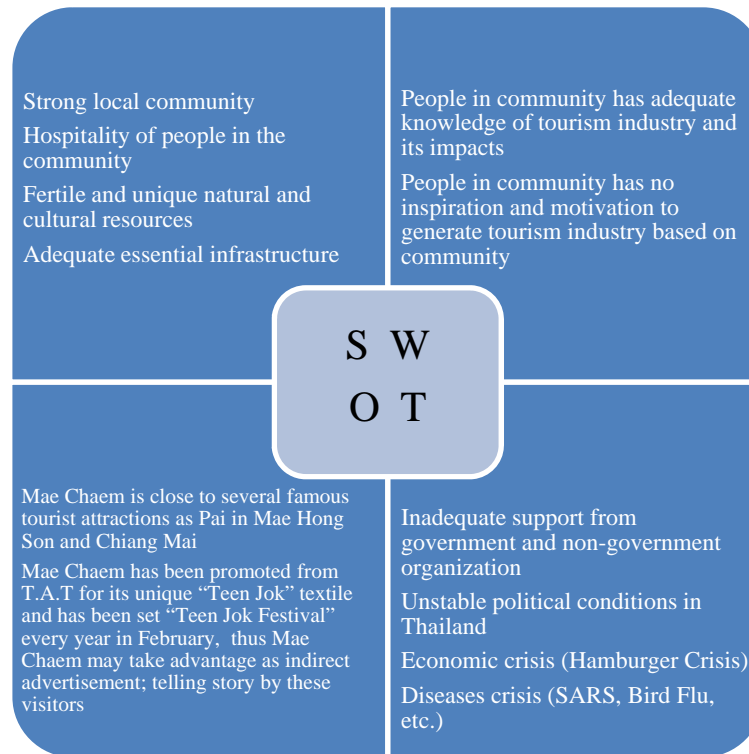 Strong local community
Hospitality of people in the
community
Fertile and unique natural and
cultural resources
Adequate essential infrastructure
People in community has adequate
knowledge of tourism industry and
its impacts
People in community has no
inspiration and motivation to
generate tourism industry based on
community
S W
O T
Mae Chaem is close to several famous
tourist attractions as Pai in Mae Hong
Son and Chiang Mai
Mae Chaem has been promoted from
T.A.T for its unique “Teen Jok” textile
and has been set “Teen Jok Festival”
every year in February, thus Mae
Chaem may take advantage as indirect
advertisement; telling story by these
visitors
Inadequate support from
government and non-government
organization
Unstable political conditions in
Thailand
Economic crisis (Hamburger Crisis)
Diseases crisis (SARS, Bird Flu,
etc.)